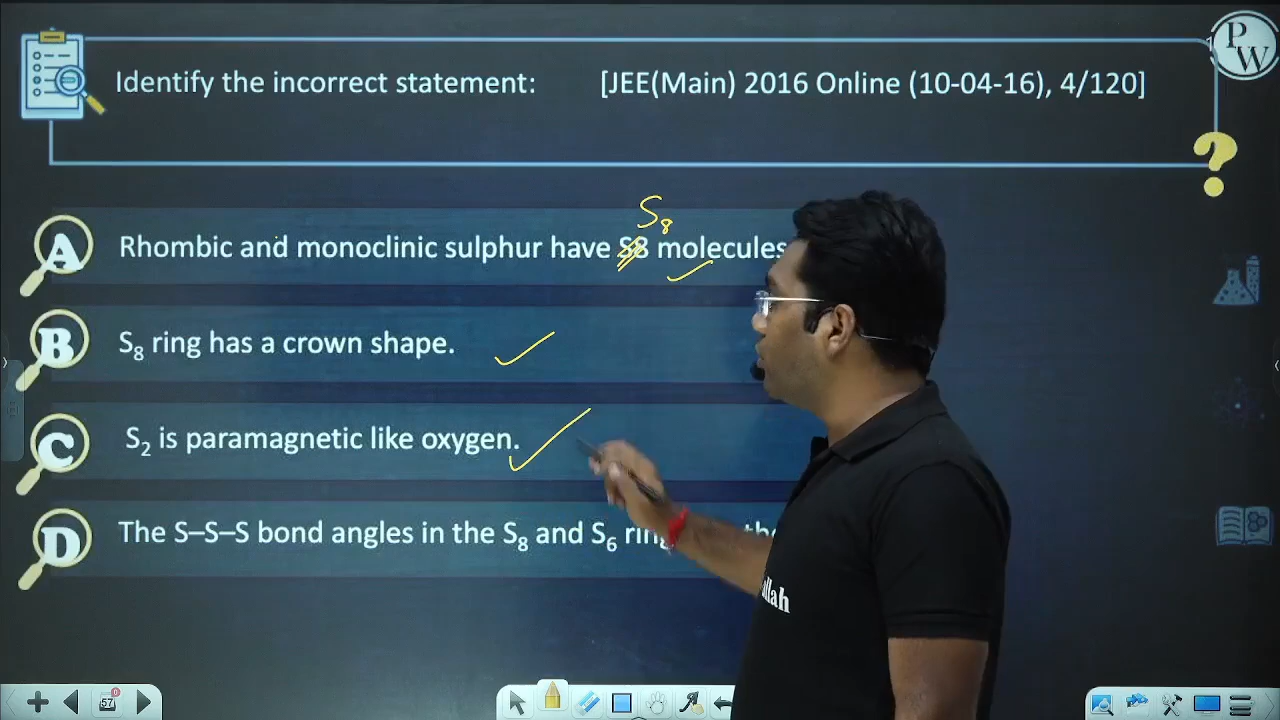 P
W
Identify the incorrect statement: [JEE(Main) 2016 Online (10-04-16), 4/120]
?
S₈
A Rhombic and monoclinic sulphur have S8 molecules
B S₈ ring has a crown shape.
C S₂ is paramagnetic like oxygen.
D The S–S–S bond angles in the S₈ and S₆
57